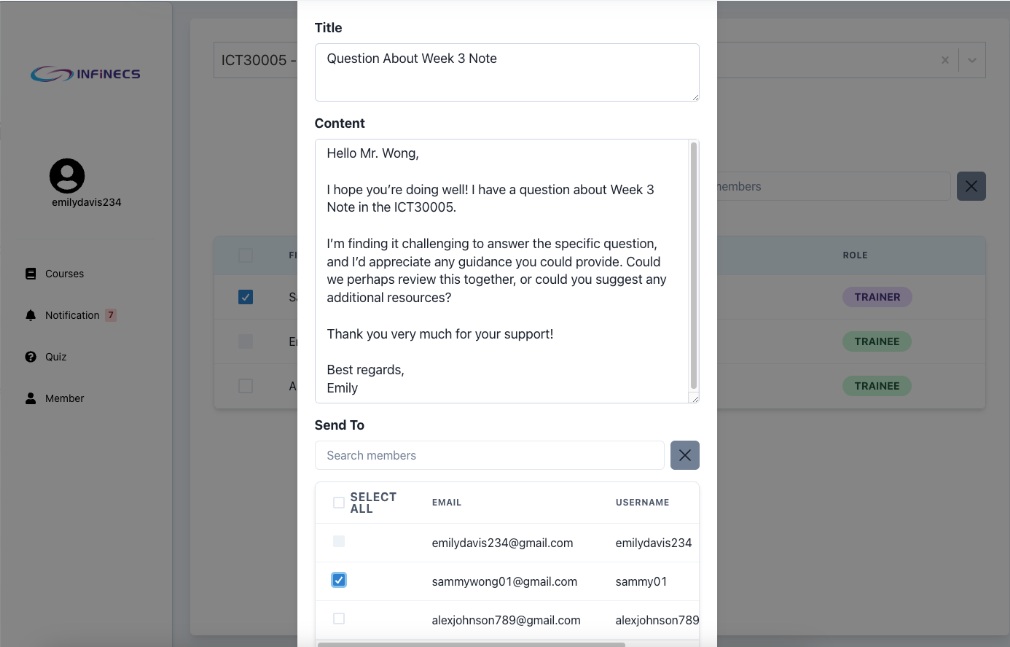 INFINECS
emilydavis234
Courses
Notification 7
Quiz
Member
ICT30005 -
Title
Question About Week 3 Note
Content
Hello Mr. Wong,
I hope you're doing well! I have a question about Week 3
Note in the ICT30005.
I'm finding it challenging to answer the specific question,
and I'd appreciate any guidance you could provide. Could
we perhaps review this together, or could you suggest any
additional resources?
Thank you very much for your support!
Best regards,
Emily
Send To
Search members
SELECT
ALL
EMAIL
USERNAME
emilydavis234@gmail.com
emilydavis234
sammywong01@gmail.com
sammy01
alexjohnson789@gmail.com
alexjohnson789
ROLE
TRAINER
TRAINEE
TRAINEE